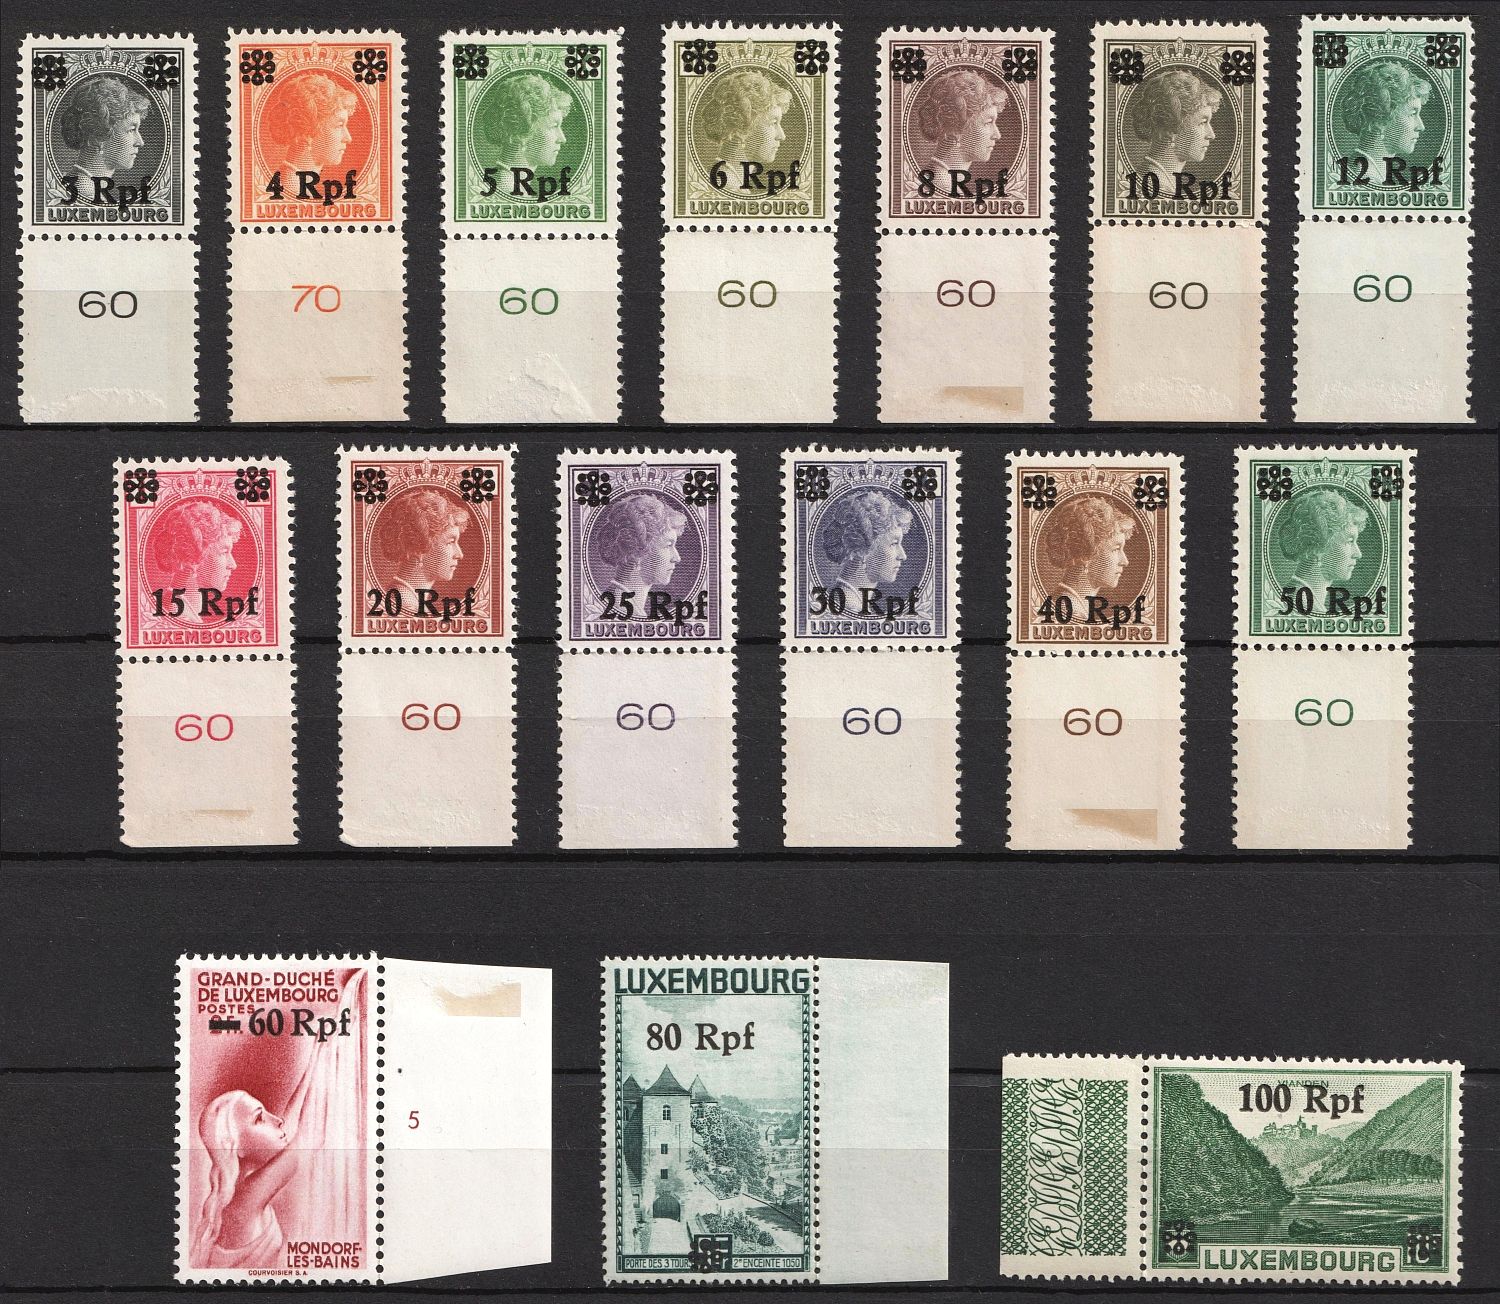 3 Rpf
LUXEMBOURG
60
4 Rpf
LUXEMBOURG
70
5 Rpf
LUXEMBOURG
60
6 Rpf
LUXEMBOURG
60
8 Rpf
LUXEMBOURG
60
10 Rpf
LUXEMBOURG
60
12 Rpf
LUXEMBOURG
60
15 Rpf
LUXEMBOURG
60
20 Rpf
LUXEMBOURG
60
25 Rpf
LUXEMBOURG
60
30 Rpf
LUXEMBOURG
60
40 Rpf
LUXEMBOURG
60
50 Rpf
LUXEMBOURG
60
GRAND-DUCHÉ
DE LUXEMBOURG
POSTES
60 Rpf
5
MONDORF-
LES-BAINS
COURVOISIER S.A.
LUXEMBOURG
80 Rpf
PORTE DES 3 TOURS 2ᵐᵉ ENCEINTE 1050
VIANDEN
100 Rpf
LUXEMBOURG